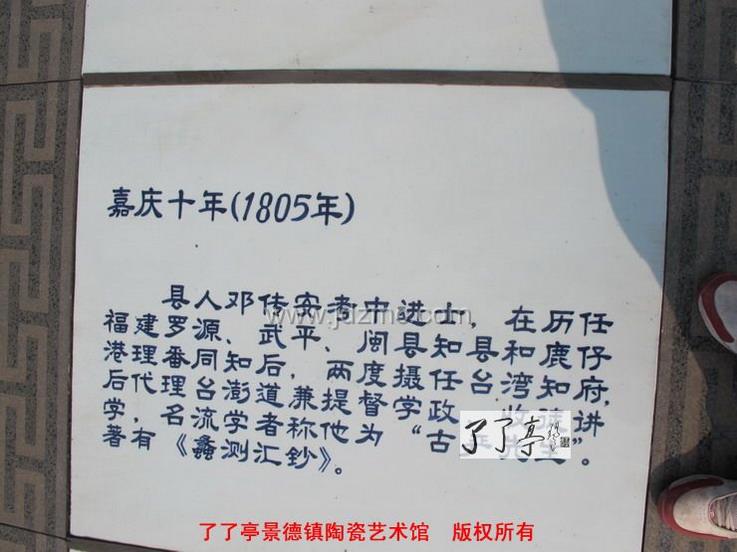 嘉庆十年(1805年)
县人邓传安考中进士，在历任
福建罗源、武平、闽县知县和鹿仔
港理番同知后，两度摄任台湾知府，
后代理台澎道兼提督学政
讲
学，名流学者称他为“古
先生”。
著有《蠡测汇钞》。
www.jdzmc.com
了了亭
了了亭景德镇陶瓷艺术馆 版权所有